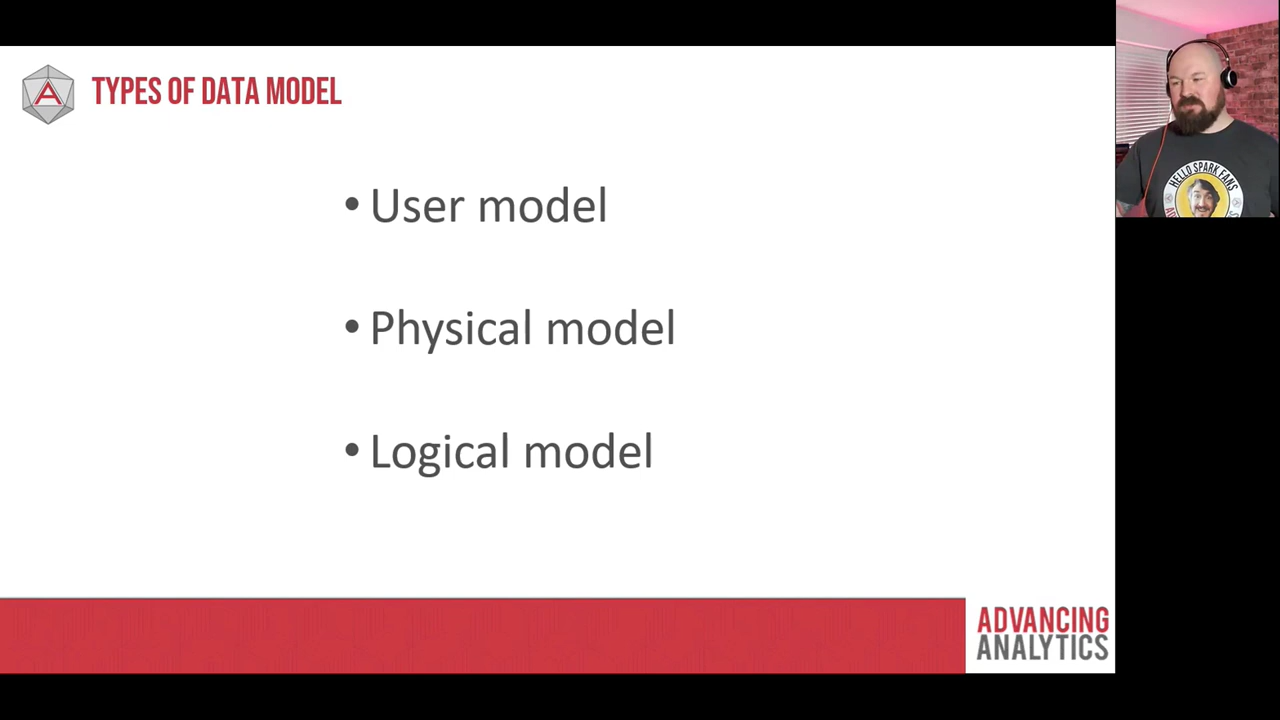 TYPES OF DATA MODEL
• User model
• Physical model
• Logical model
ADVANCING
ANALYTICS
HELLO SPARK FANS